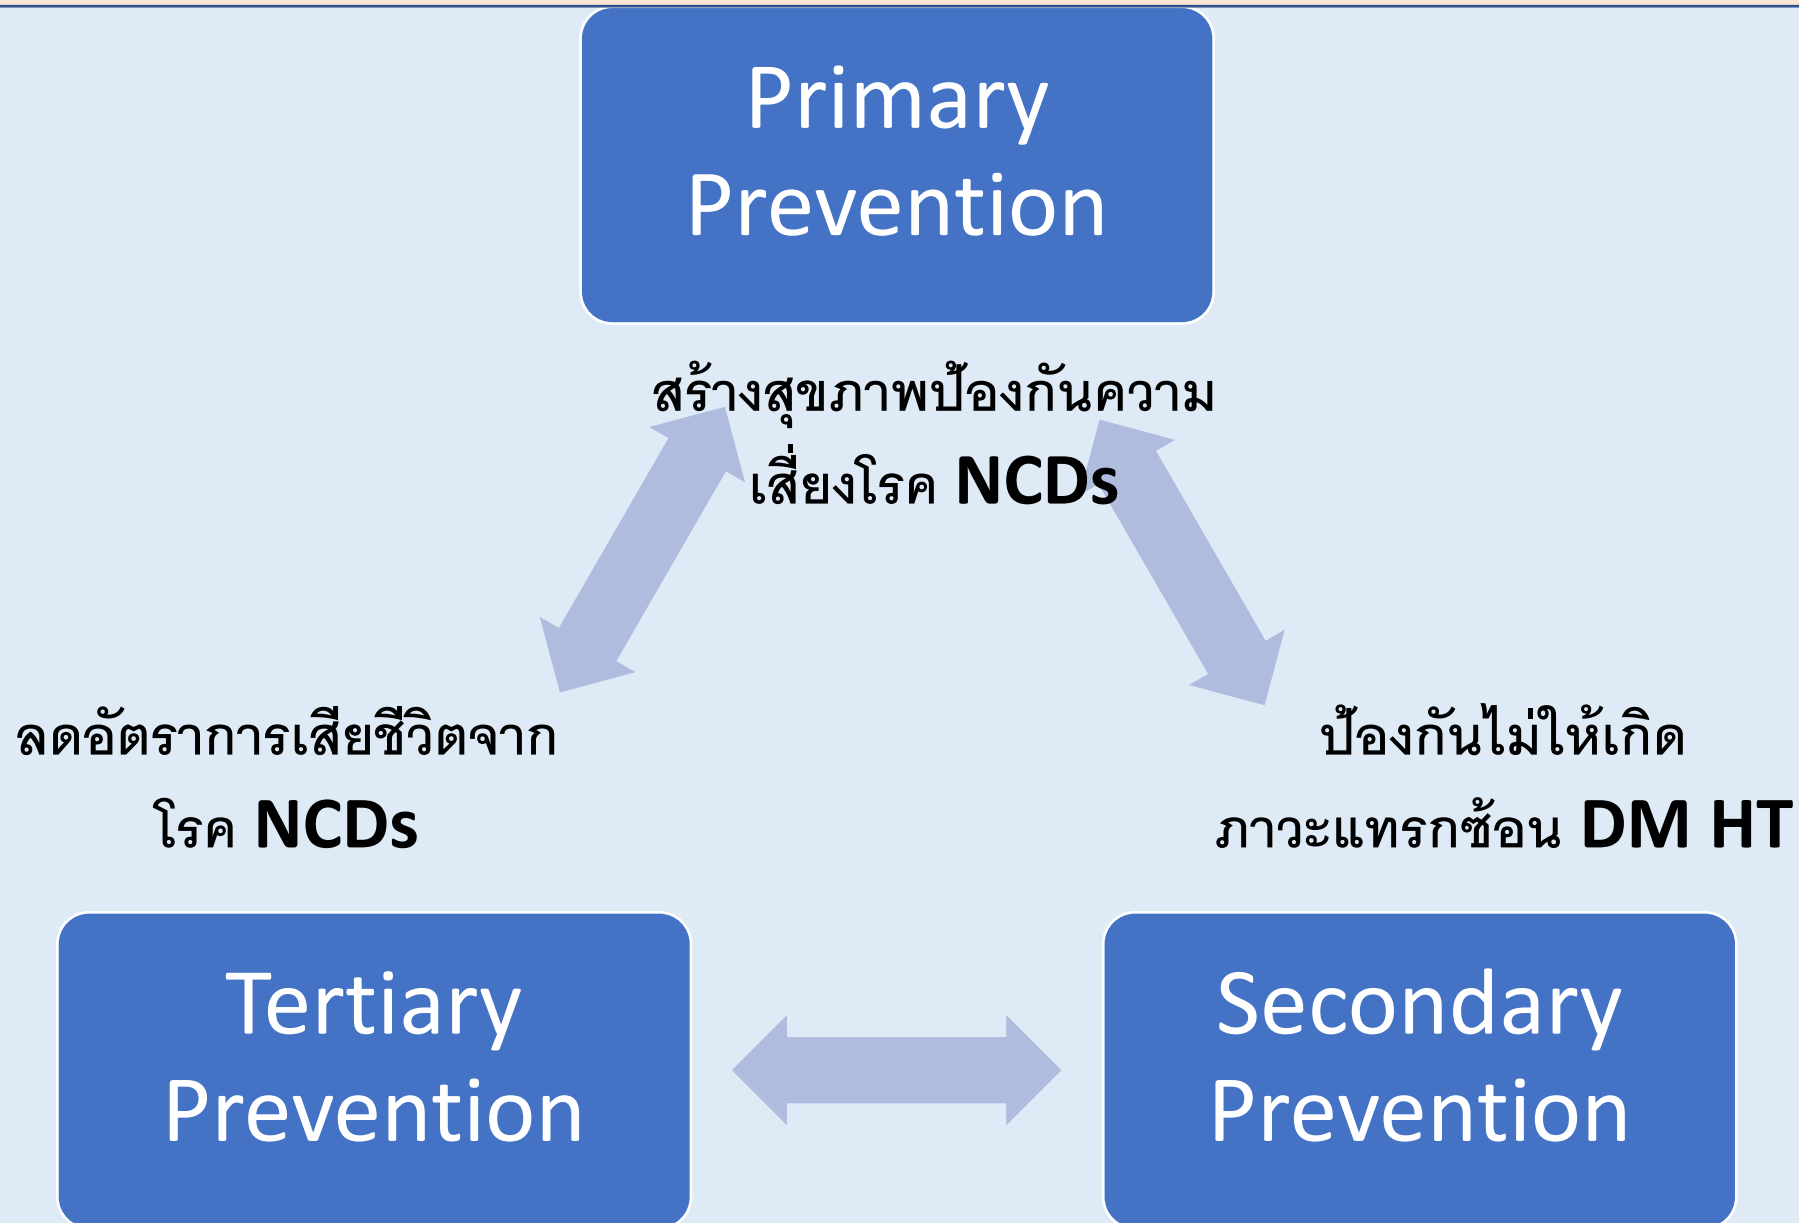 Primary
Prevention
สร้างสุขภาพป้องกันความ
เสี่ยงโรค NCDs
ลดอัตราการเสียชีวิตจาก
โรค NCDs
ป้องกันไม่ให้เกิด
ภาวะแทรกซ้อน DM HT
Tertiary
Prevention
Secondary
Prevention